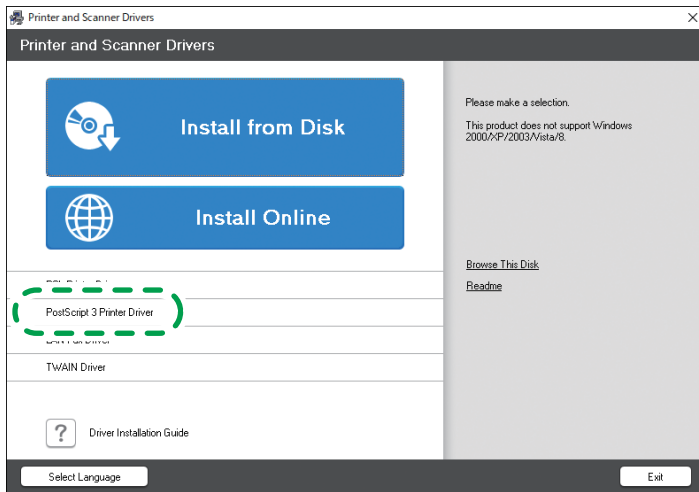 Printer and Scanner Drivers
Printer and Scanner Drivers
Install from Disk
Install Online
PostScript 3 Printer Driver
TWAIN Driver
Driver Installation Guide
Select Language
Please make a selection.
This product does not support Windows
2000/XP/2003/Vista/8.
Browse This Disk
Readme
Exit